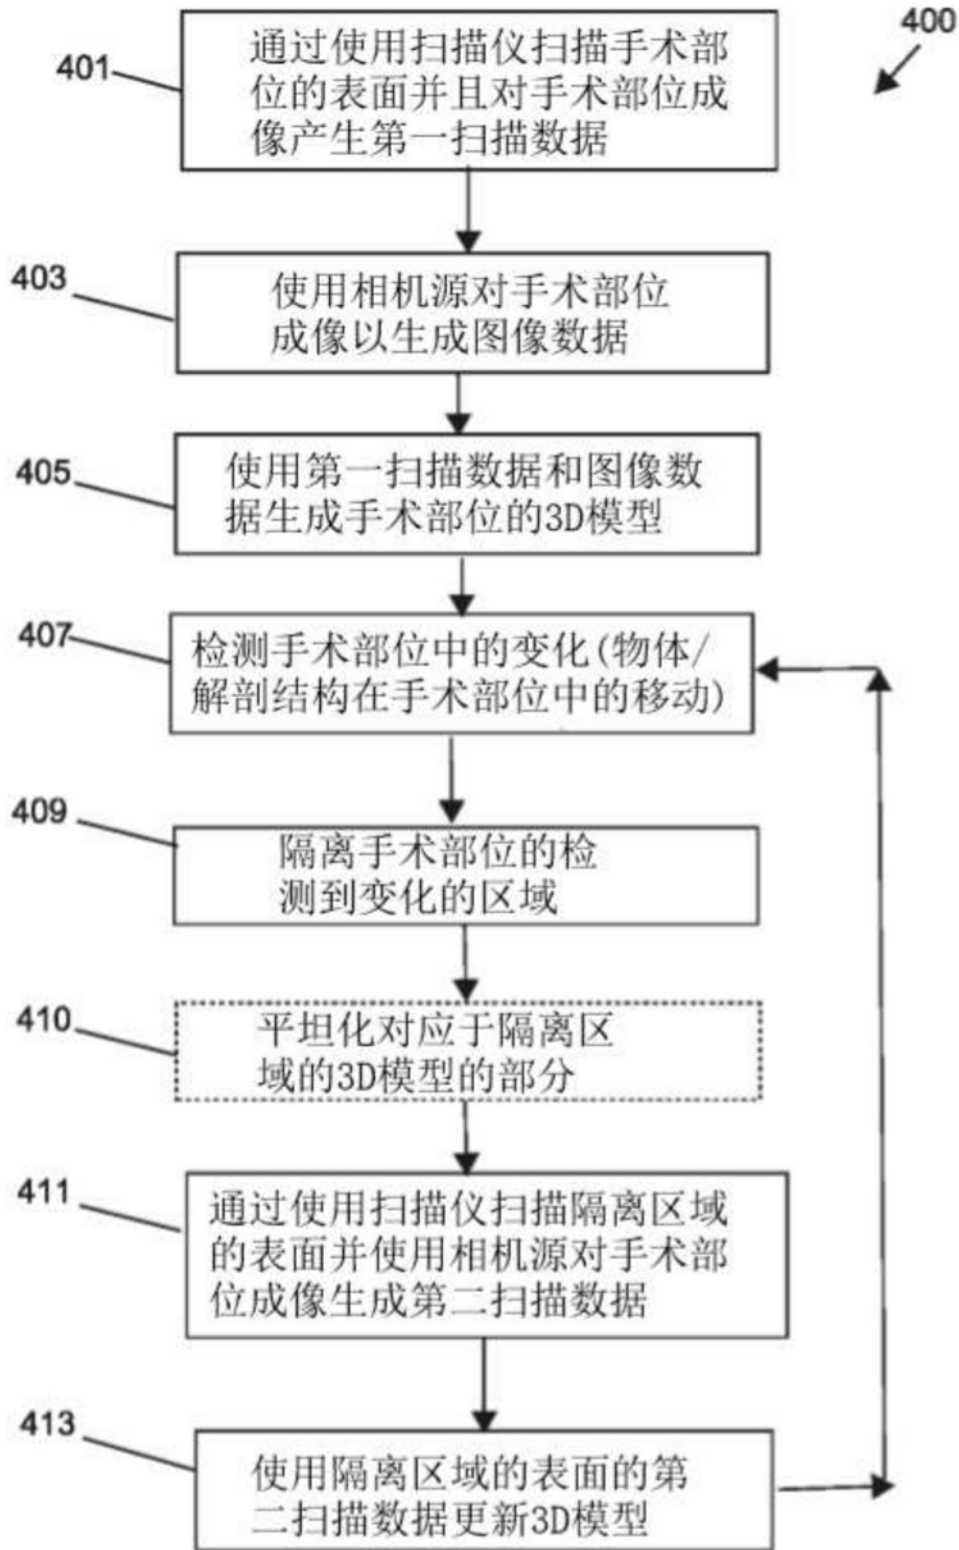 400
401
通过使用扫描仪扫描手术部
位的表面并且对手术部位成
像产生第一扫描数据
403
使用相机源对手术部位
成像以生成图像数据
405
使用第一扫描数据和图像数
据生成手术部位的3D模型
407
检测手术部位中的变化(物体/
解剖结构在手术部位中的移动)
409
隔离手术部位的检
测到变化的区域
410
平坦化对应于隔离区
域的3D模型的部分
411
通过使用扫描仪扫描隔离区域
的表面并使用相机源对手术部
位成像生成第二扫描数据
413
使用隔离区域的表面的第
二扫描数据更新3D模型